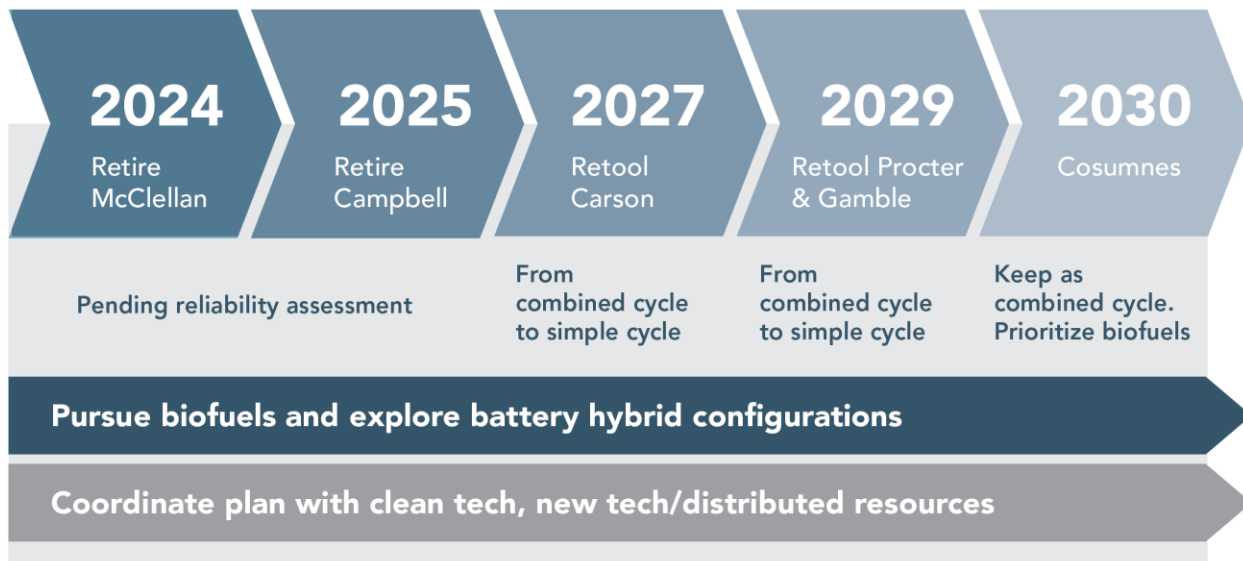 2024
Retire
McClellan
2025
Retire
Campbell
2027
Retool
Carson
2029
Retool Procter
& Gamble
2030
Cosumnes
Pending reliability assessment
From
combined cycle
to simple cycle
From
combined cycle
to simple cycle
Keep as
combined cycle.
Prioritize biofuels
Pursue biofuels and explore battery hybrid configurations
Coordinate plan with clean tech, new tech/distributed resources